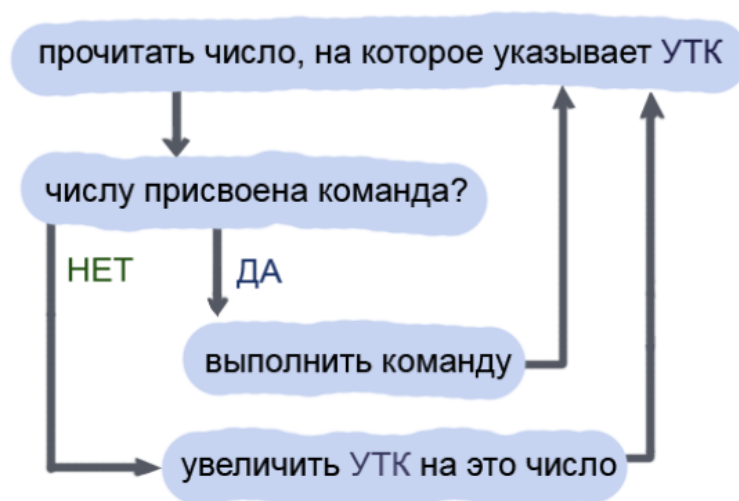 прочитать число, на которое указывает УТК
числу присвоена команда?
НЕТ
ДА
выполнить команду
увеличить УТК на это число